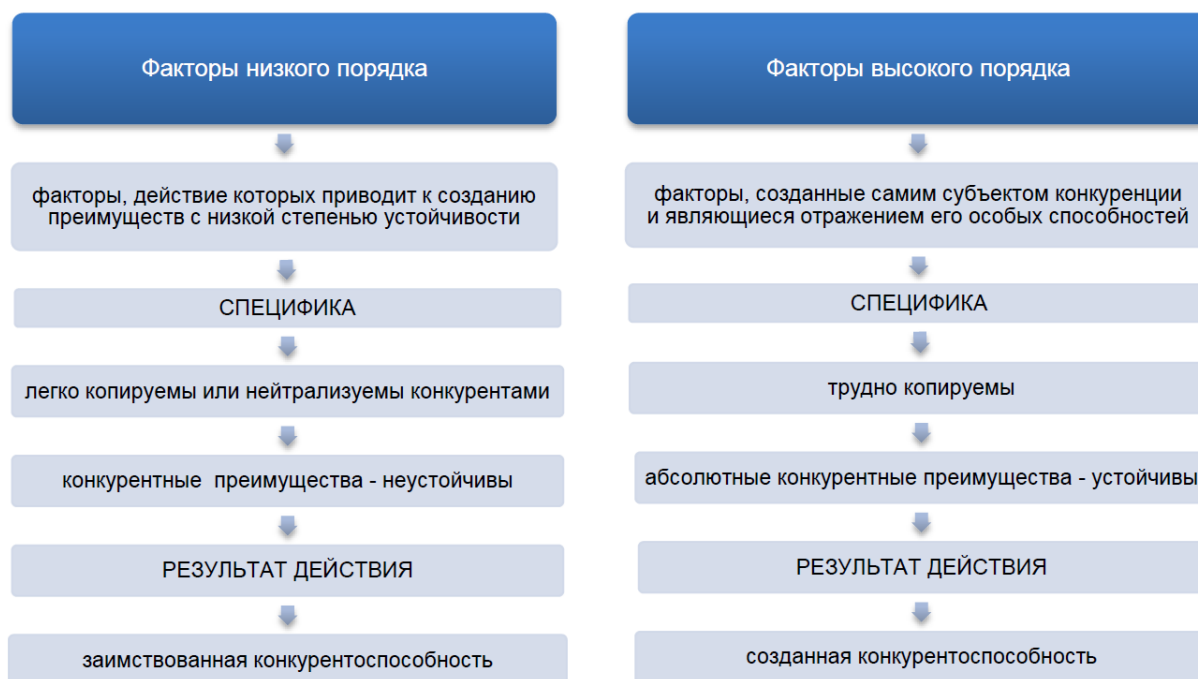 Факторы низкого порядка
факторы, действие которых приводит к созданию
преимуществ с низкой степенью устойчивости
СПЕЦИФИКА
легко копируемы или нейтрализуемы конкурентами
конкурентные преимущества - неустойчивы
РЕЗУЛЬТАТ ДЕЙСТВИЯ
заимствованная конкурентоспособность
Факторы высокого порядка
факторы, созданные самим субъектом конкуренции
и являющиеся отражением его особых способностей
СПЕЦИФИКА
трудно копируемы
абсолютные конкурентные преимущества - устойчивы
РЕЗУЛЬТАТ ДЕЙСТВИЯ
созданная конкурентоспособность